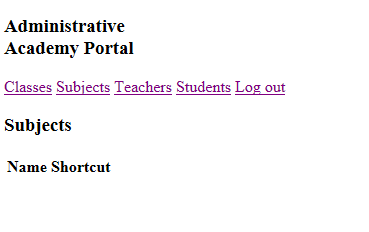 Administrative
Academy Portal
Classes Subjects Teachers Students Log out
Subjects
Name Shortcut